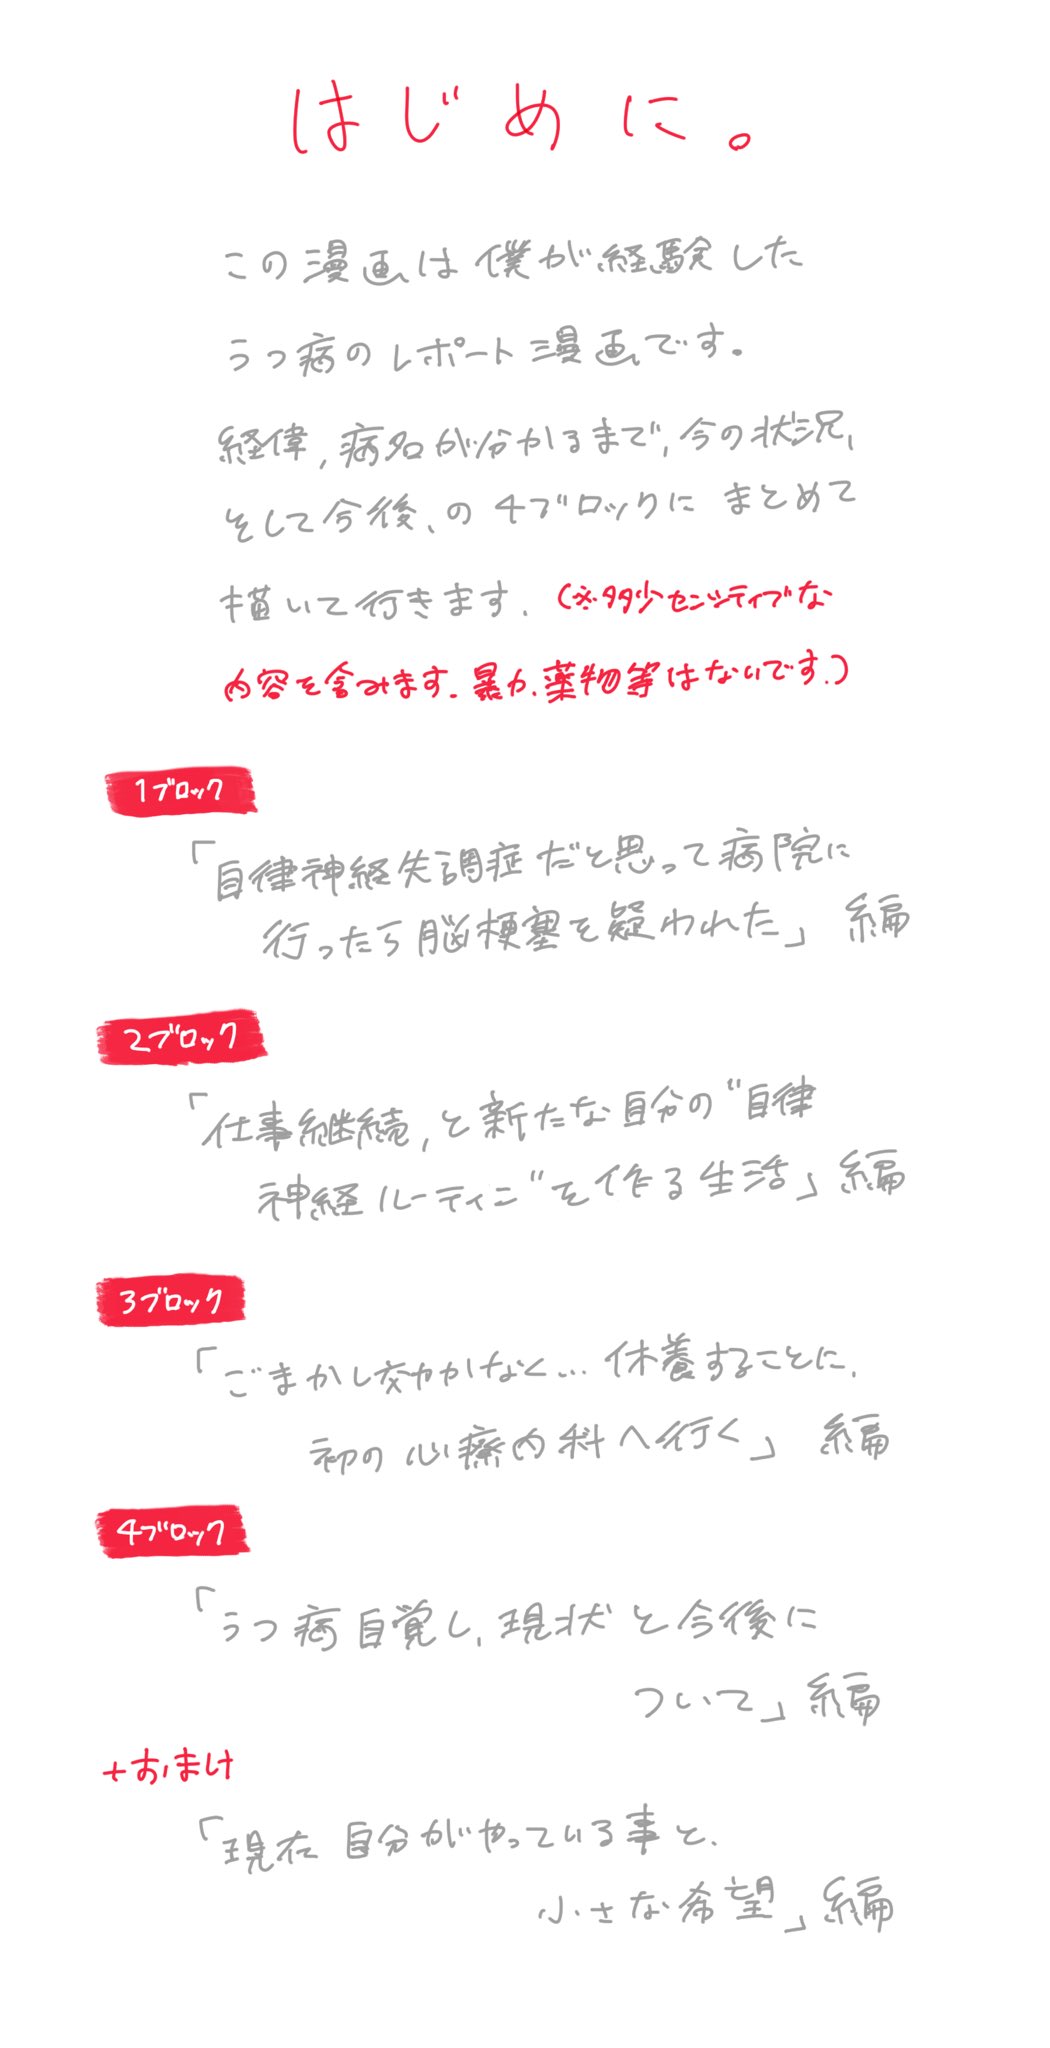 はじめに。
この漫画は僕が経験した
うつ病のレポート漫画です。
経偉,病名が分かるまで,今の状況、
そして今後、の4ブロックに まとめて
描いて行きます. (※多少センシティブな
内容を含みます. 暴力、薬物等はないです.)
1ブロック
「自律神経失調症だと思って病院に
行ったら脳梗塞を疑われた」編
2ブロック
「仕事継続,と新たな自分の"自律
神経ルーティン"を作る生活」編
3ブロック
「ごまかし効かなく…休養することに.
初の心療内科へ行く」編
4ブロック
「うつ病自覚し、現状と今後に
ついて」編
+おまけ
「現在 自分がやっている事と、
小さな希望」編